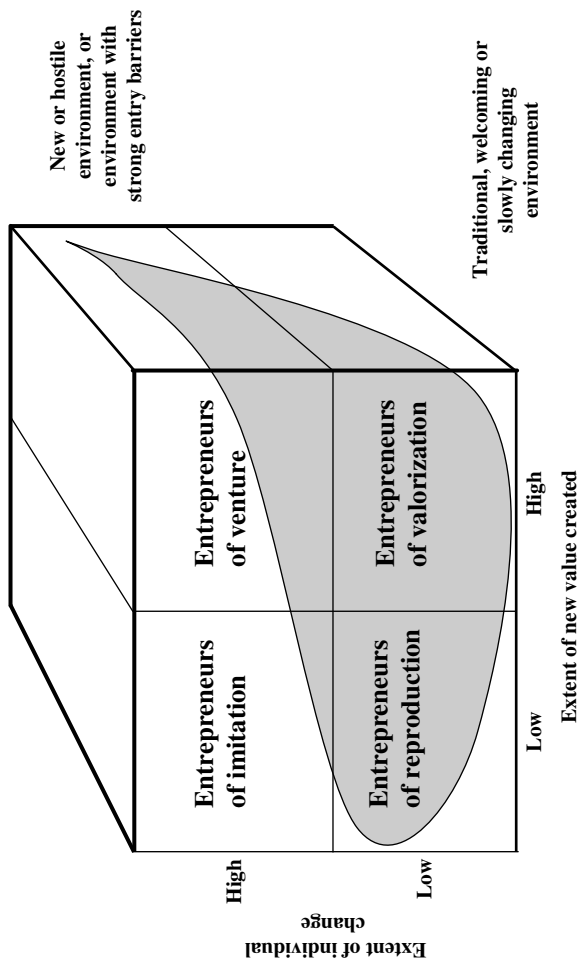 New or hostile
environment, or
environment with
strong entry barriers
High
Entrepreneurs
of imitation
Entrepreneurs
of venture
Low
Entrepreneurs
of reproduction
Entrepreneurs
of valorization
Extent of individual
change
Low
High
Extent of new value created
Traditional, welcoming or
slowly changing
environment